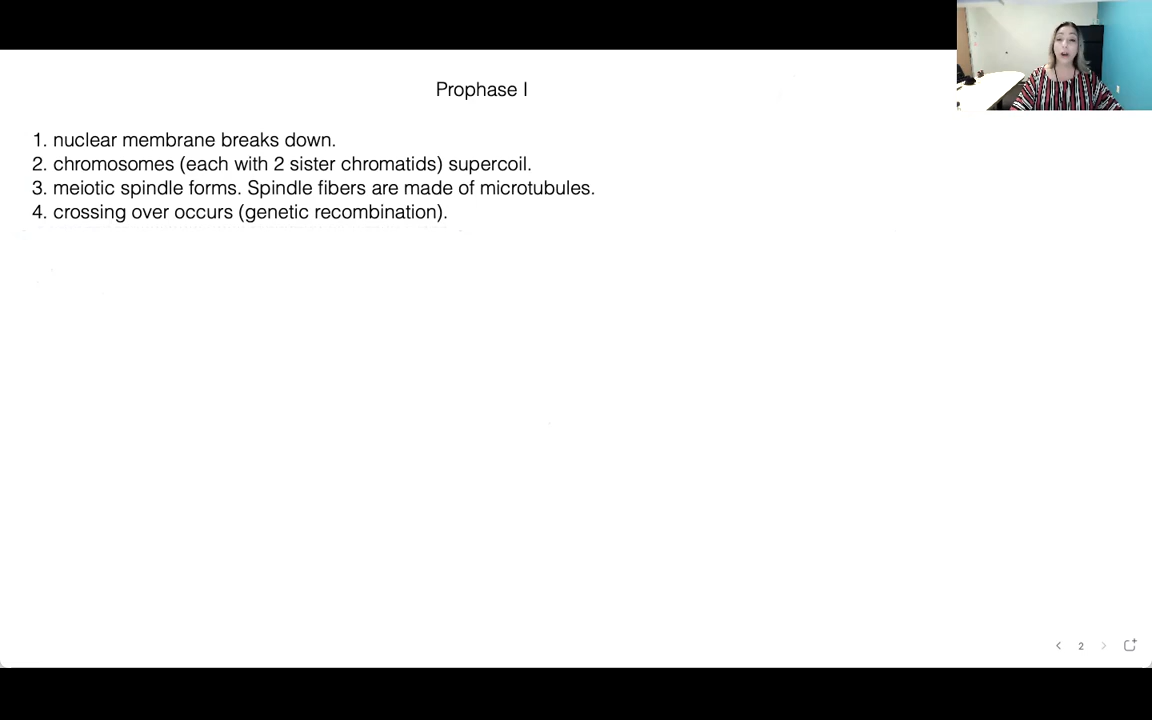 Prophase I
1. nuclear membrane breaks down.
2. chromosomes (each with 2 sister chromatids) supercoil.
3. meiotic spindle forms. Spindle fibers are made of microtubules.
4. crossing over occurs (genetic recombination).
2